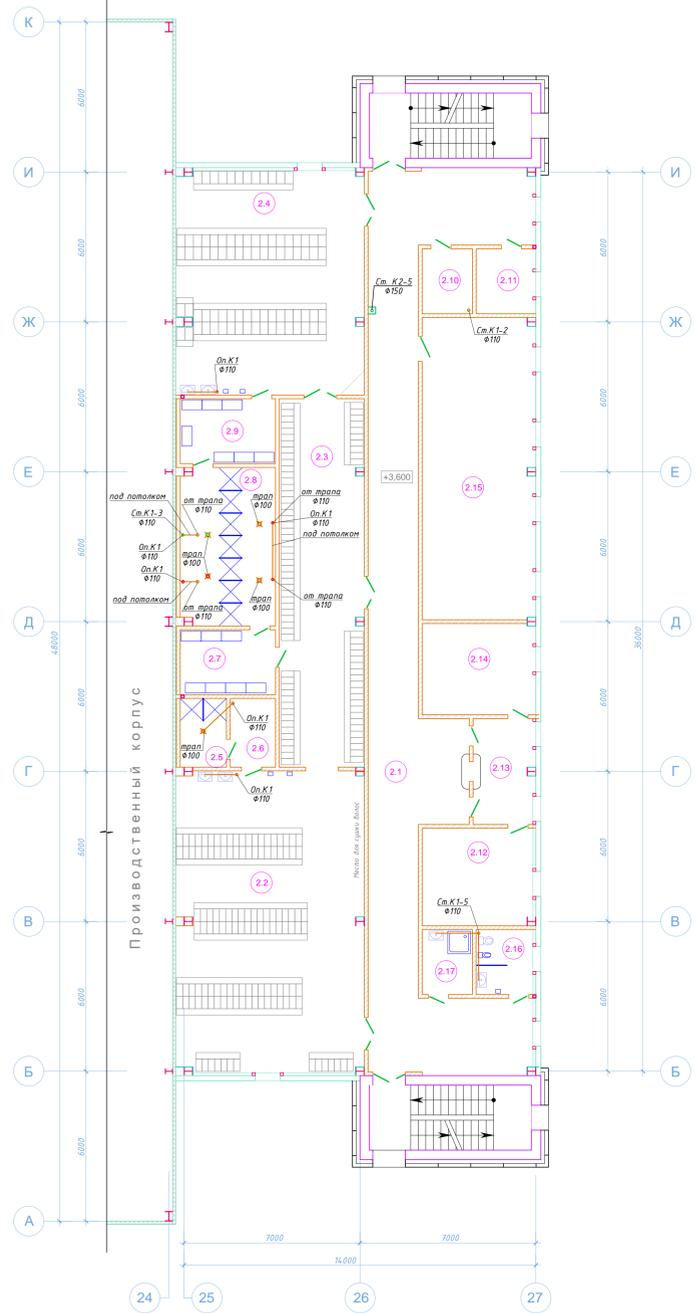 К
6000
И
И
2.4
6000
6000
2.10
2.11
Ст. К2-5
Ф150
Ст.К1-2
Ф110
Ж
Ж
Оп.К1
Ф110
6000
6000
2.9
2.3
Е
Е
+3,600
2.15
2.8
под потолком
от трапа
Ф110
трап
Ф100
от трапа
Ф110
Ст.К1-3
Ф110
Оп.К1
Ф110
под потолком
Оп.К1
Ф110
трап
Ф100
6000
6000
Оп.К1
Ф110
под потолком
от трапа
Ф110
трап
Ф100
от трапа
Ф110
Д
Д
48000
36000
2.7
2.14
6000
6000
Оп.К1
Ф110
трап
Ф100
2.5
2.6
Г
Г
2.1
2.13
Оп.К1
Ф110
Производственный корпус
Места для сушки волос
6000
6000
2.12
2.2
Ст.К1-5
Ф110
В
В
2.16
2.17
6000
6000
Б
Б
6000
А
7000
7000
14000
24
25
26
27